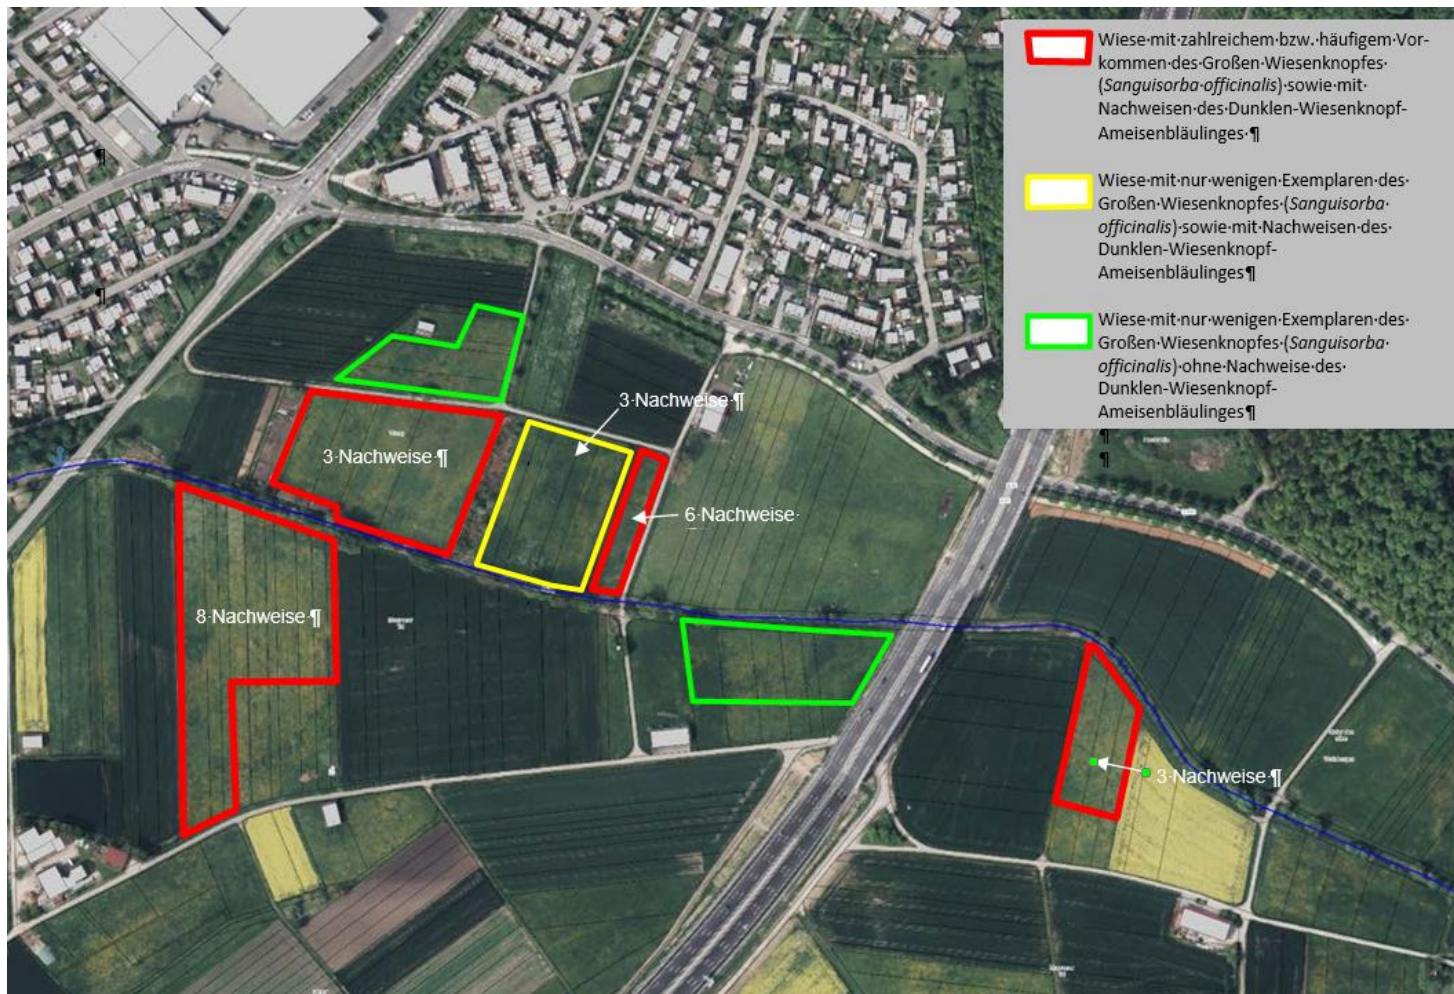 Wiese·mit·zahlreichem·bzw.·häufigem·Vor-
kommen·des·Großen·Wiesenknopfes·
(Sanguisorba·officinalis)·sowie·mit·
Nachweisen·des·Dunklen-Wiesenknopf-
Ameisenbläulinges·¶
Wiese·mit·nur·wenigen·Exemplaren·des·
Großen·Wiesenknopfes·(Sanguisorba·
officinalis)·sowie·mit·Nachweisen·des·
Dunklen-Wiesenknopf-
Ameisenbläulinges¶
Wiese·mit·nur·wenigen·Exemplaren·des·
Großen·Wiesenknopfes·(Sanguisorba·
officinalis)·ohne·Nachweise·des·
Dunklen-Wiesenknopf-
Ameisenbläulinges¶
¶
¶
¶
¶
3·Nachweise·¶
3·Nachweise·¶
6·Nachweise·
8·Nachweise·¶
3·Nachweise·¶